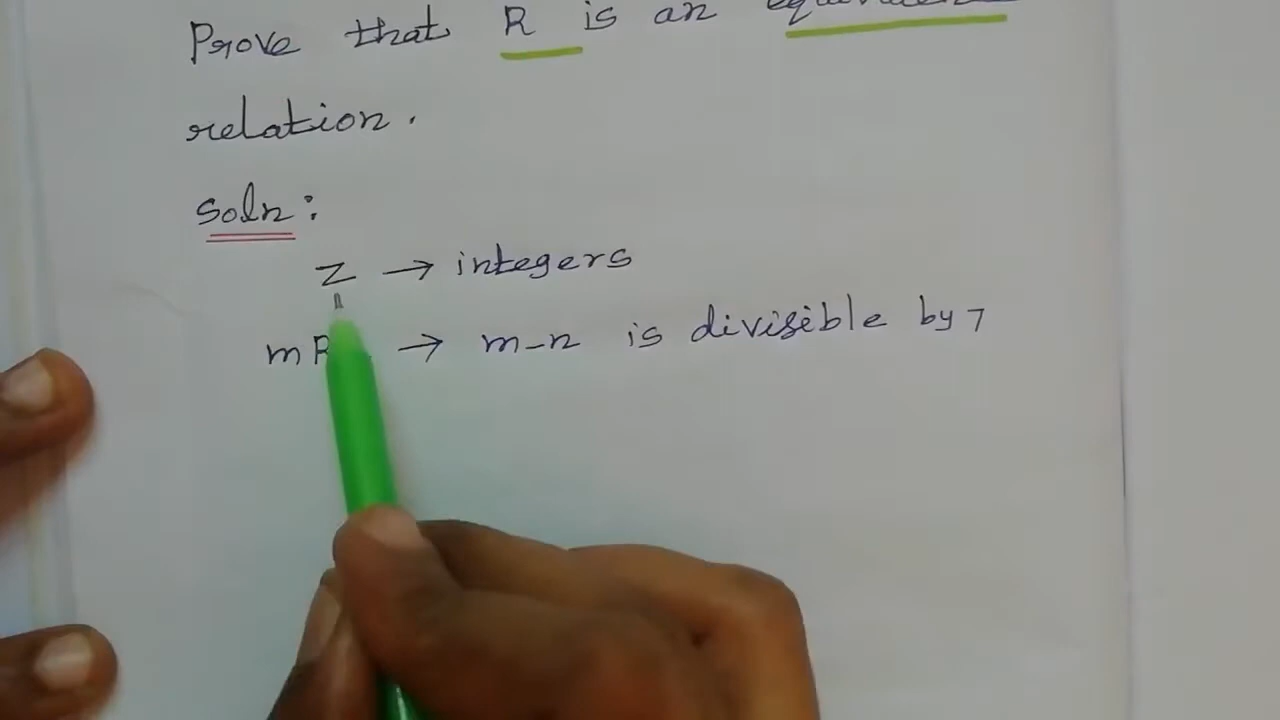 Prove that R is an
relation.
Soln:
Z → integers
m R → m-n is divisible by 7